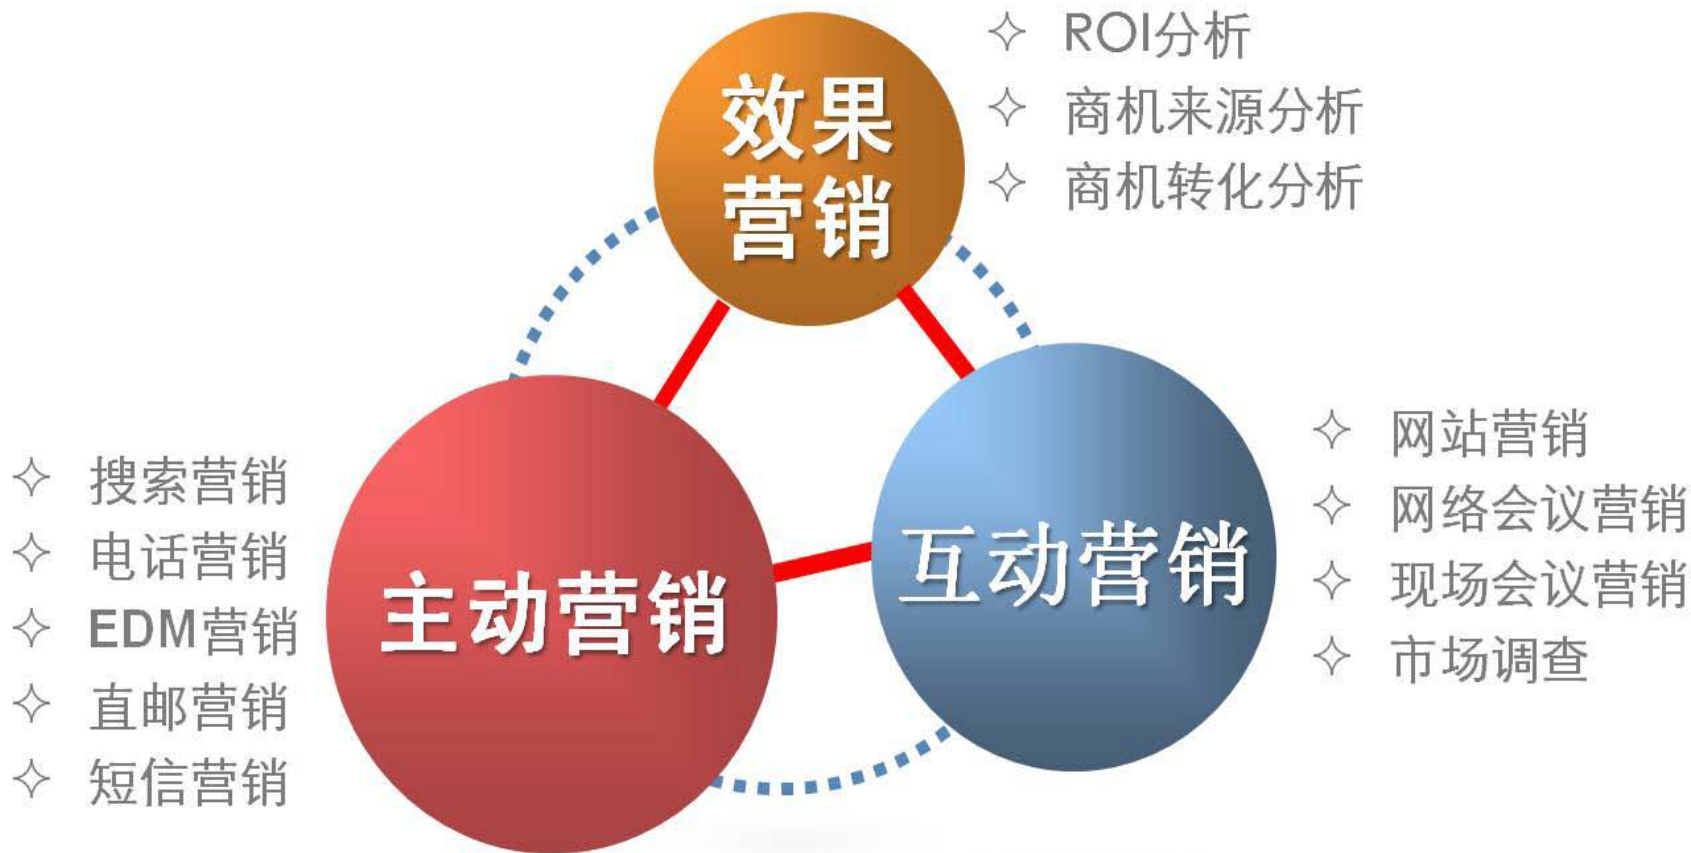 效果
营销
ROI分析
商机来源分析
商机转化分析
主动营销
搜索营销
电话营销
EDM营销
直邮营销
短信营销
互动营销
网站营销
网络会议营销
现场会议营销
市场调查